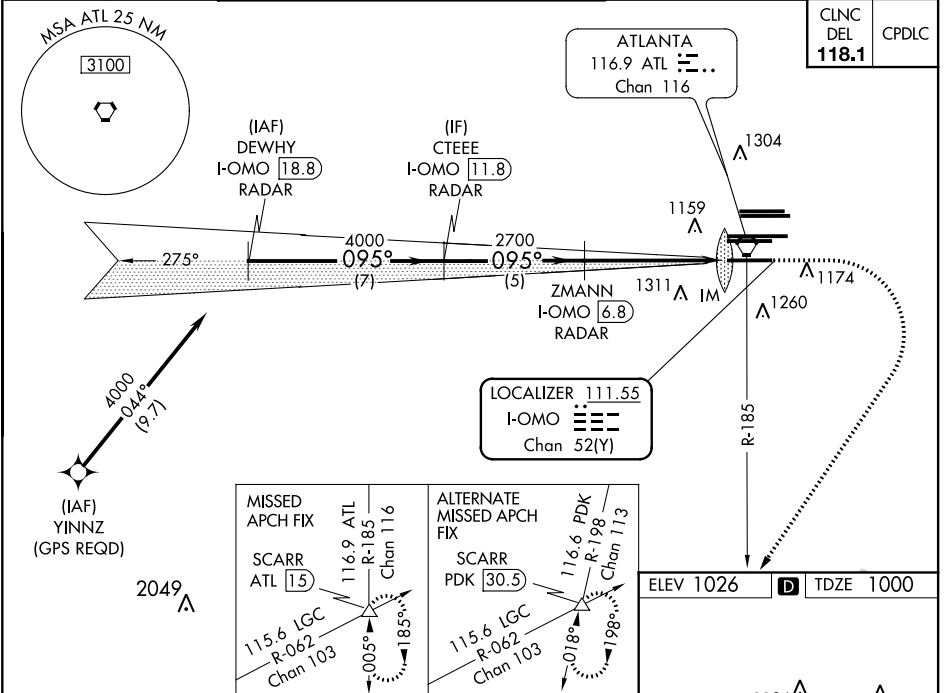 MSA ATL 25 NM
3100
CLNC
DEL
118.1
CPDLC
ATLANTA
116.9 ATL
Chan 116
1304
(IAF)
DEWHY
I-OMO 18.8
RADAR
(IF)
CTEEE
I-OMO 11.8
RADAR
1159
275°
4000
095°
(7)
2700
095°
(5)
ZMANN
I-OMO 6.8
RADAR
1311
IM
1174
1260
4000
044°
(9.7)
(IAF)
YINNZ
(GPS REQD)
LOCALIZER 111.55
I-OMO
Chan 52(Y)
R-185
2049
MISSED
APCH FIX
SCARR
ATL 15
116.9 ATL
R-185
Chan 116
115.6 LGC
R-062
Chan 103
005°
185°
ALTERNATE
MISSED APCH
FIX
SCARR
PDK 30.5
116.6 PDK
R-198
Chan 113
115.6 LGC
R-062
Chan 103
018°
198°
ELEV 1026
D
TDZE 1000